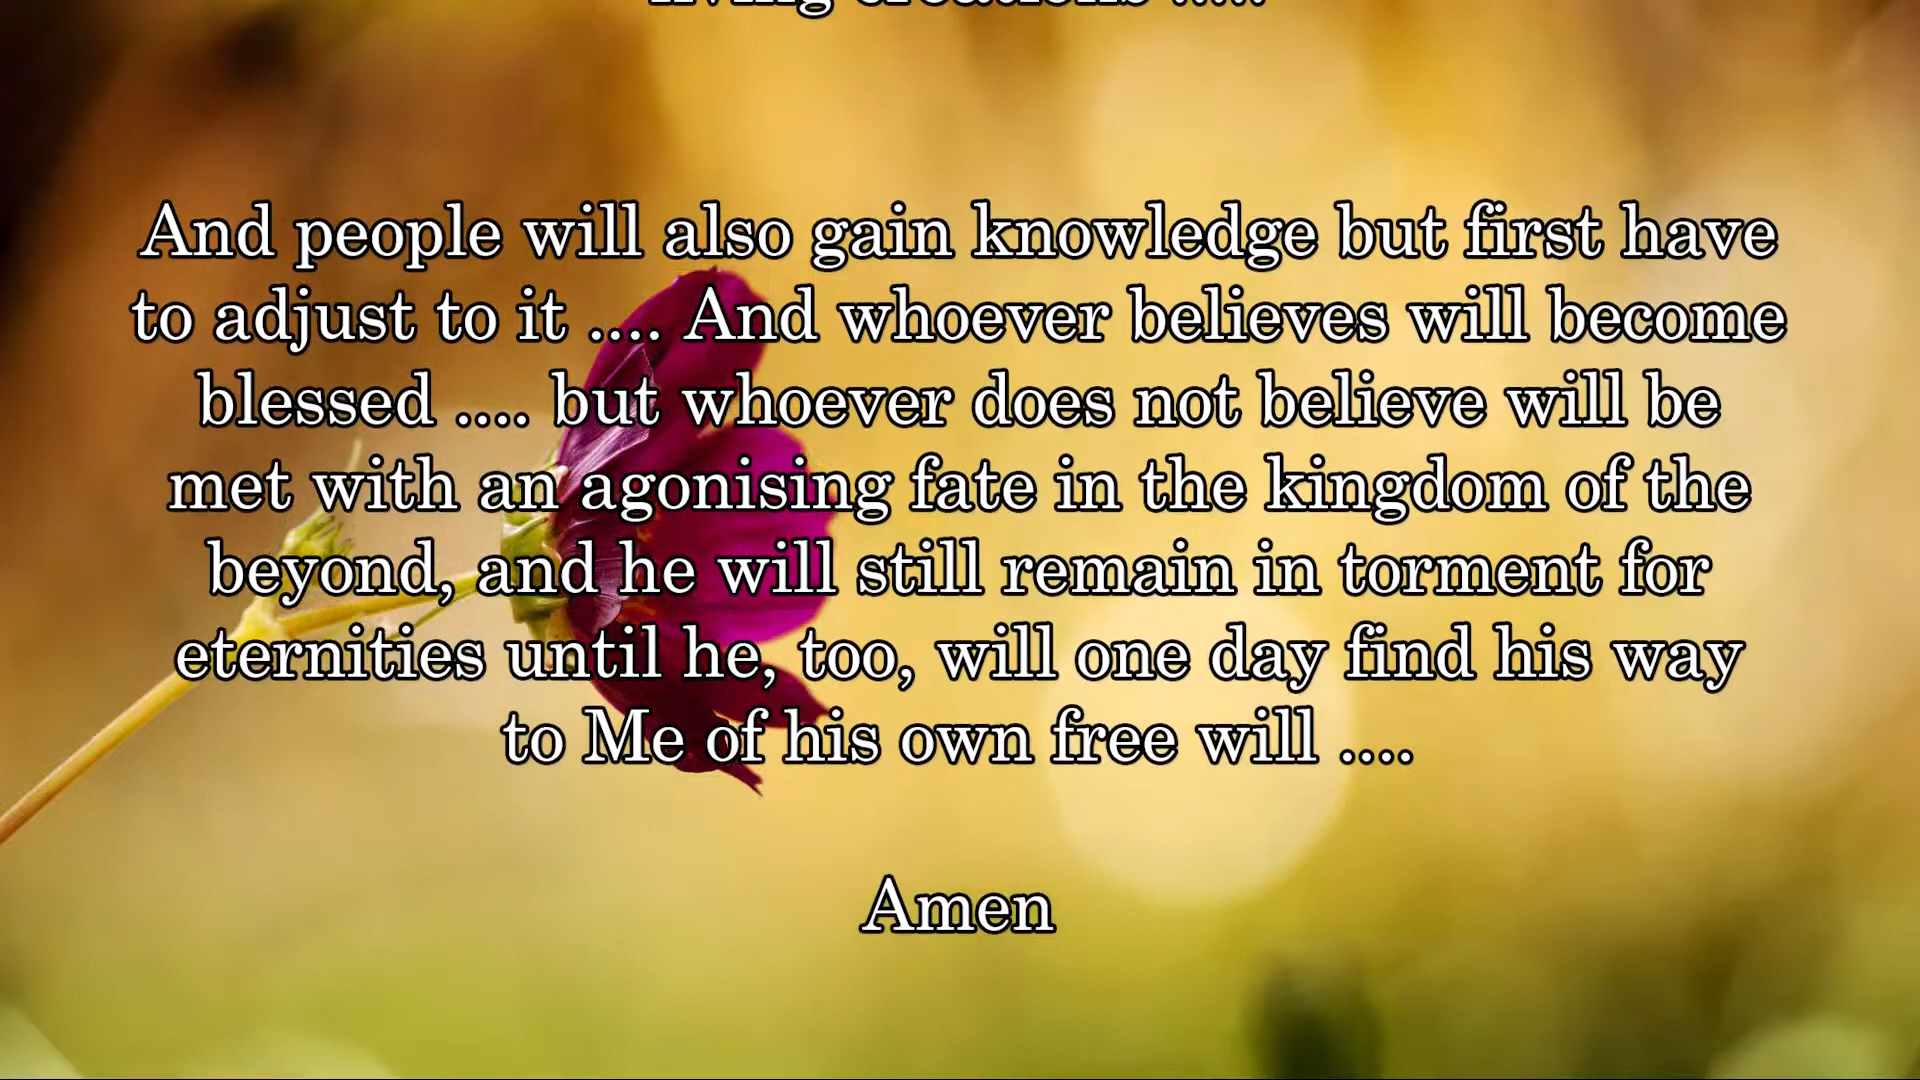 living creations .....
And people will also gain knowledge but first have
to adjust to it .... And whoever believes will become
blessed .... but whoever does not believe will be
met with an agonising fate in the kingdom of the
beyond, and he will still remain in torment for
eternities until he, too, will one day find his way
to Me of his own free will ....
Amen